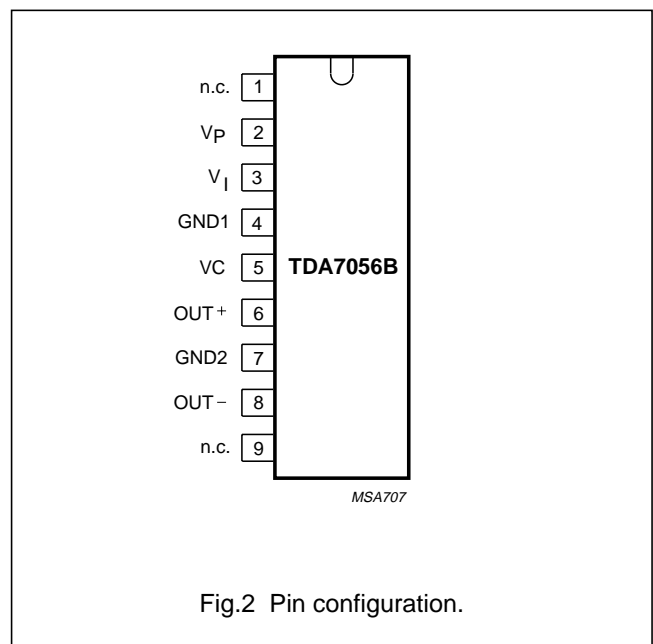 n.c. 1
VP 2
VI 3
GND1 4
VC 5
TDA7056B
OUT+ 6
GND2 7
OUT− 8
n.c. 9
MSA707
Fig.2 Pin configuration.